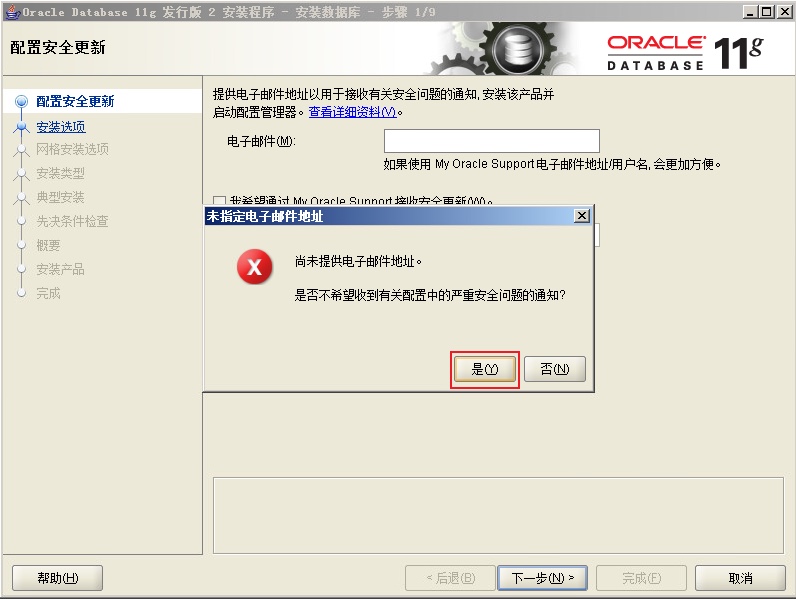 Oracle Database 11g 发行版 2 安装程序 - 安装数据库 - 步骤 1/9
配置安全更新
ORACLE
DATABASE
11g
配置安全更新
安装选项
网格安装选项
安装类型
典型安装
先决条件检查
概要
安装产品
完成
提供电子邮件地址以用于接收有关安全问题的通知, 安装该产品并
启动配置管理器。查看详细资料(V)。
电子邮件(M):
如果使用 My Oracle Support 电子邮件地址/用户名, 会更加方便。
我希望通过 My Oracle Support 接收安全更新(W)。
未指定电子邮件地址
尚未提供电子邮件地址。
是否不希望收到有关配置中的严重安全问题的通知?
是(Y)
否(N)
帮助(H)
< 后退(B)
下一步(N) >
完成(F)
取消